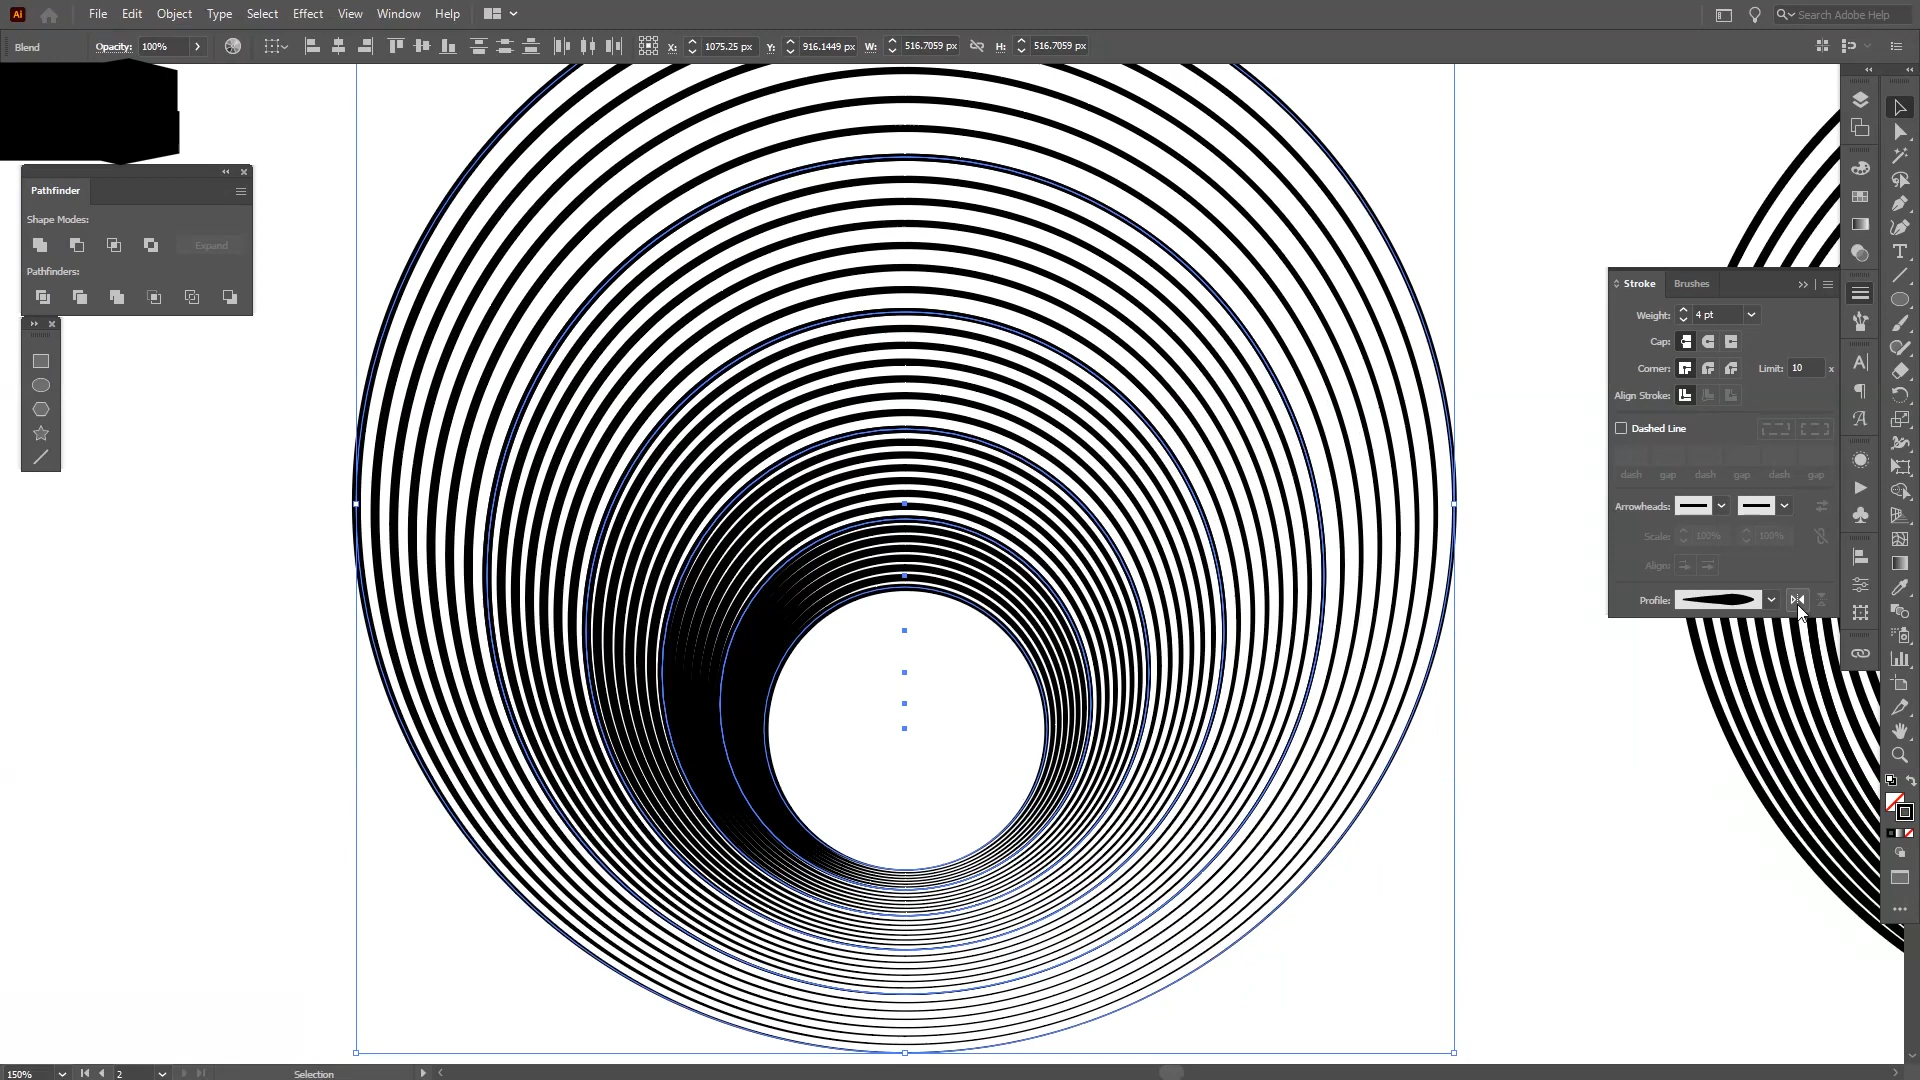 Ai File Edit Object Type Select Effect View Window Help Search Adobe Help
Blend Opacity: 100% X: 1075.25 px Y: 916.1449 px W: 516.7059 px H: 516.7059 px
Pathfinder
Shape Modes:
Expand
Pathfinders:
Stroke Brushes
Weight: 4 pt
Cap:
Corner: Limit: 10 x
Align Stroke:
Dashed Line
dash gap dash gap dash gap
Arrowheads:
Scale: 100% 100%
Align:
Profile:
150% 2 Selection